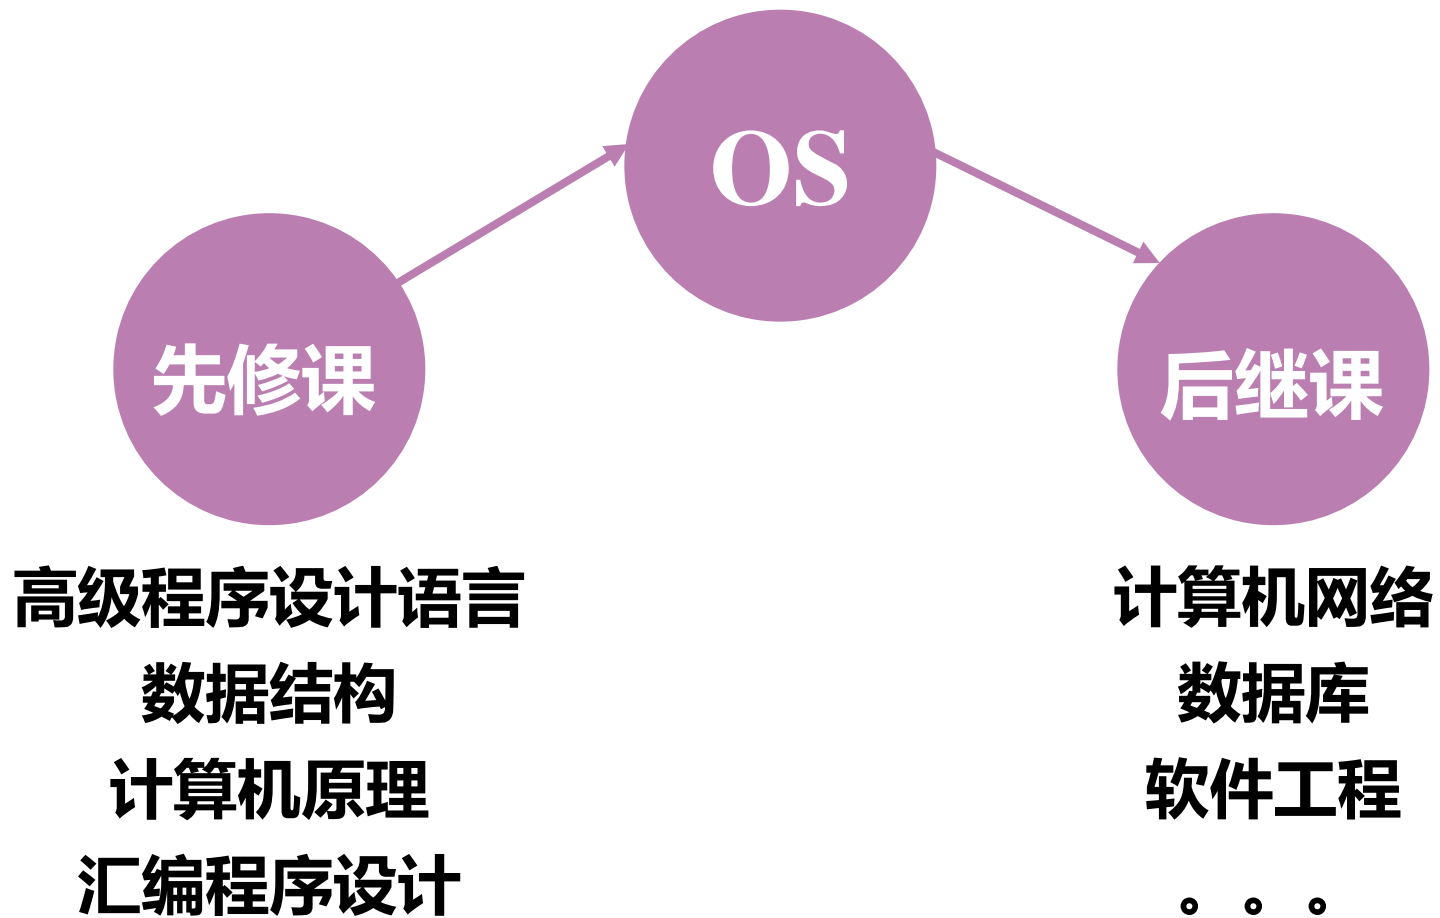 OS
先修课
高级程序设计语言
数据结构
计算机原理
汇编程序设计
后继课
计算机网络
数据库
软件工程
。。。